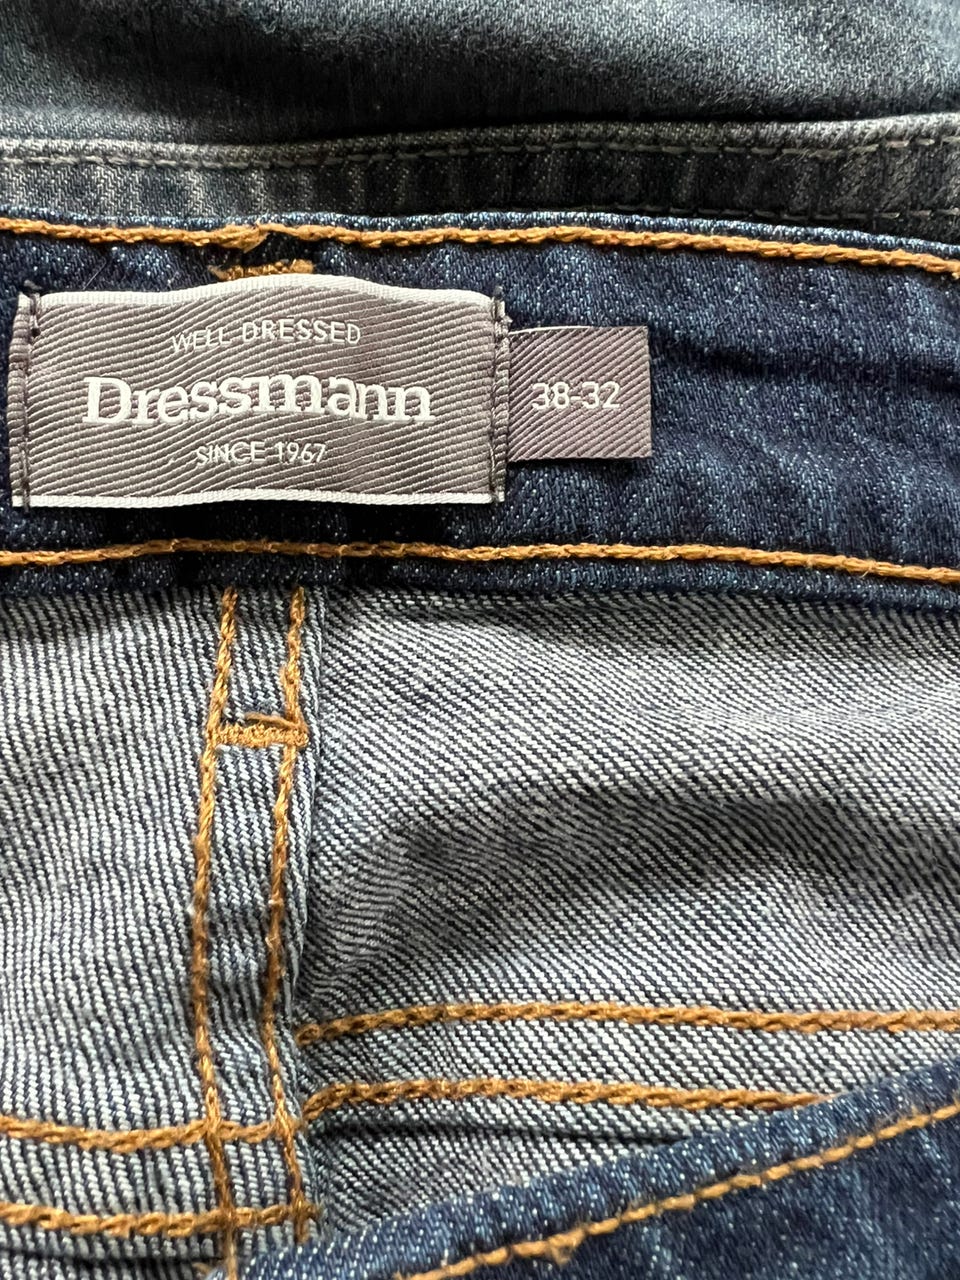 WELL DRESSED
Dressmann
SINCE 1967
38-32